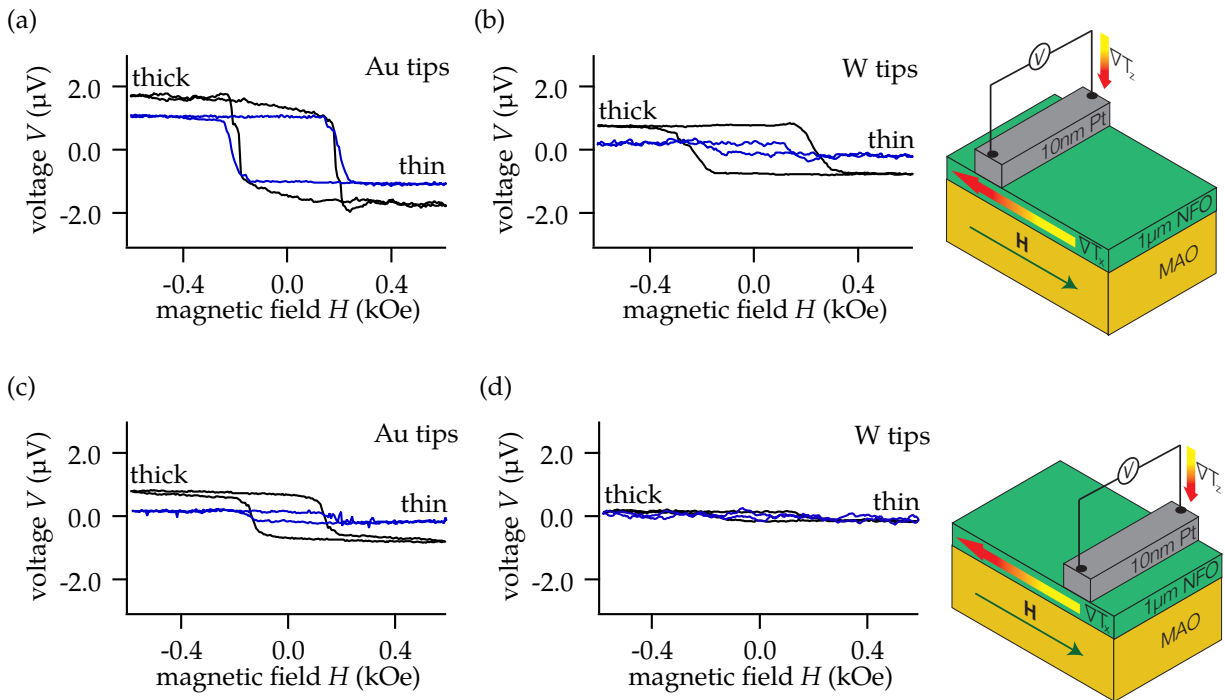 (a)
Au tips
thick
thin
voltage V (µV)
2.0
0.0
-2.0
-0.4
0.0
0.4
magnetic field H (kOe)
(b)
W tips
thick
thin
voltage V (µV)
2.0
0.0
-2.0
-0.4
0.0
0.4
magnetic field H (kOe)
V
∇Tz
10nm Pt
1µm NFO
∇Tx
H
MAO
(c)
Au tips
thick
thin
voltage V (µV)
2.0
0.0
-2.0
-0.4
0.0
0.4
magnetic field H (kOe)
(d)
W tips
thick
thin
voltage V (µV)
2.0
0.0
-2.0
-0.4
0.0
0.4
magnetic field H (kOe)
V
∇Tz
10nm Pt
1µm NFO
∇Tx
H
MAO